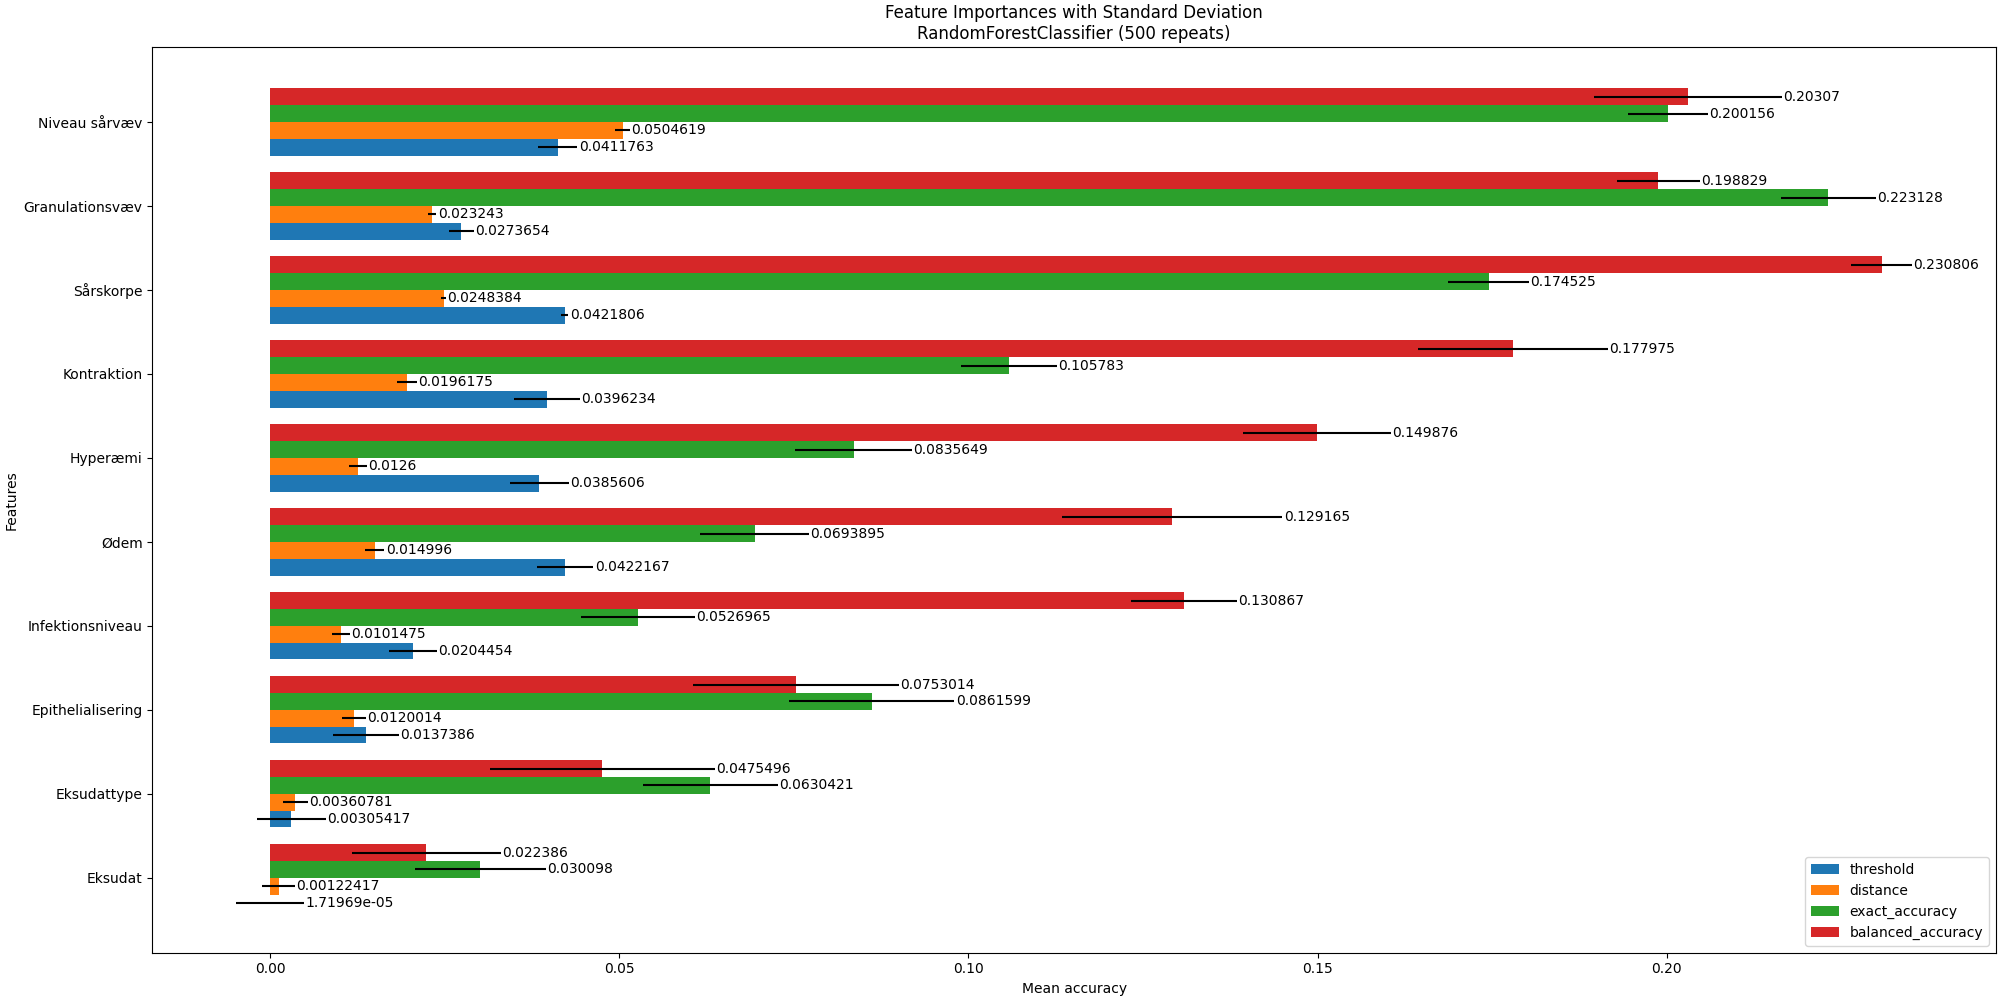 Feature Importances with Standard Deviation
RandomForestClassifier (500 repeats)
Niveau sårvæv
0.20307
0.200156
0.0504619
0.0411763
Granulationsvæv
0.198829
0.223128
0.023243
0.0273654
Sårskorpe
0.230806
0.174525
0.0248384
0.0421806
Kontraktion
0.177975
0.105783
0.0196175
0.0396234
Hyperæmi
0.149876
0.0835649
0.0126
0.0385606
Ødem
0.129165
0.0693895
0.014996
0.0422167
Infektionsniveau
0.130867
0.0526965
0.0101475
0.0204454
Epithelialisering
0.0753014
0.0861599
0.0120014
0.0137386
Eksudattype
0.0475496
0.0630421
0.00360781
0.00305417
Eksudat
0.022386
0.030098
0.00122417
1.71969e-05
Features
threshold
distance
exact_accuracy
balanced_accuracy
0.00 0.05 0.10 0.15 0.20
Mean accuracy